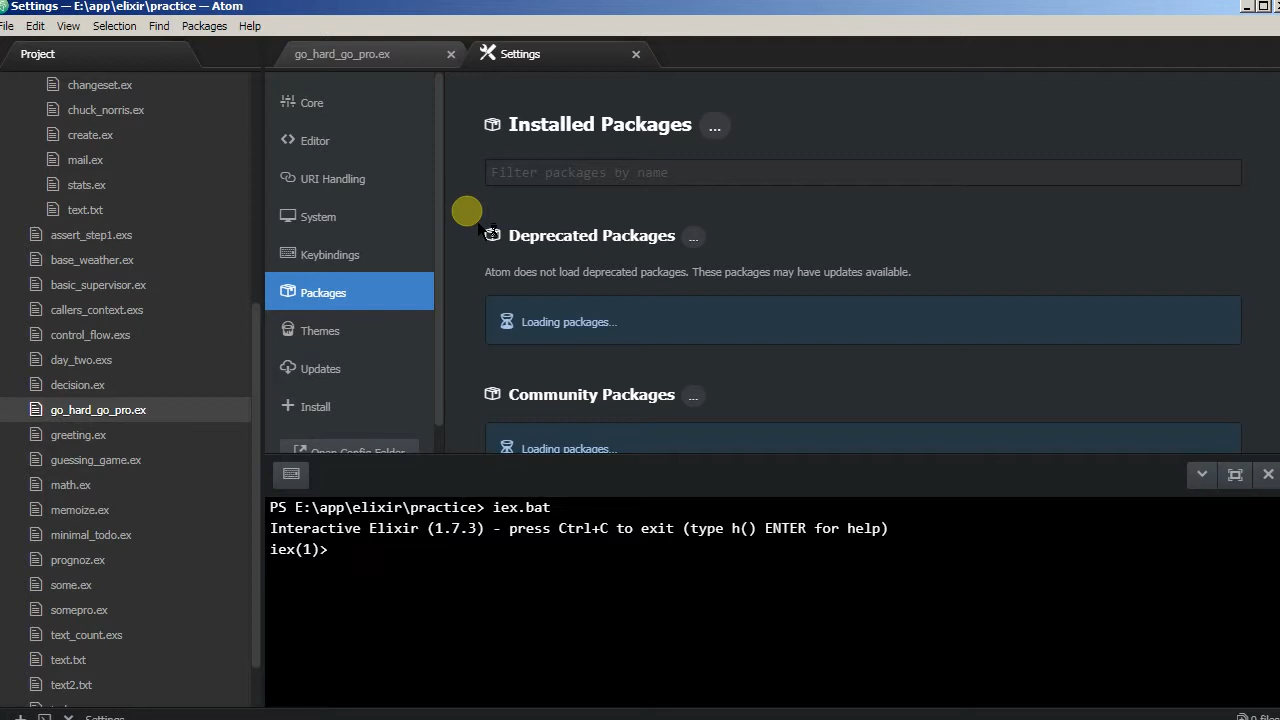 Settings — E:\app\elixir\practice — Atom
File Edit View Selection Find Packages Help
Project
go_hard_go_pro.ex
Settings
changeset.ex
chuck_norris.ex
create.ex
mail.ex
stats.ex
text.txt
assert_step1.exs
base_weather.ex
basic_supervisor.ex
callers_context.exs
control_flow.exs
day_two.exs
decision.ex
go_hard_go_pro.ex
greeting.ex
guessing_game.ex
math.ex
memoize.ex
minimal_todo.ex
prognoz.ex
some.ex
somepro.ex
text_count.exs
text.txt
text2.txt
Core
Editor
URI Handling
System
Keybindings
Packages
Themes
Updates
Install
Open Config Folder
Installed Packages ...
Filter packages by name
Deprecated Packages ...
Atom does not load deprecated packages. These packages may have updates available.
Loading packages...
Community Packages ...
Loading packages...
PS E:\app\elixir\practice> iex.bat
Interactive Elixir (1.7.3) - press Ctrl+C to exit (type h() ENTER for help)
iex(1)>
Settings
0 files